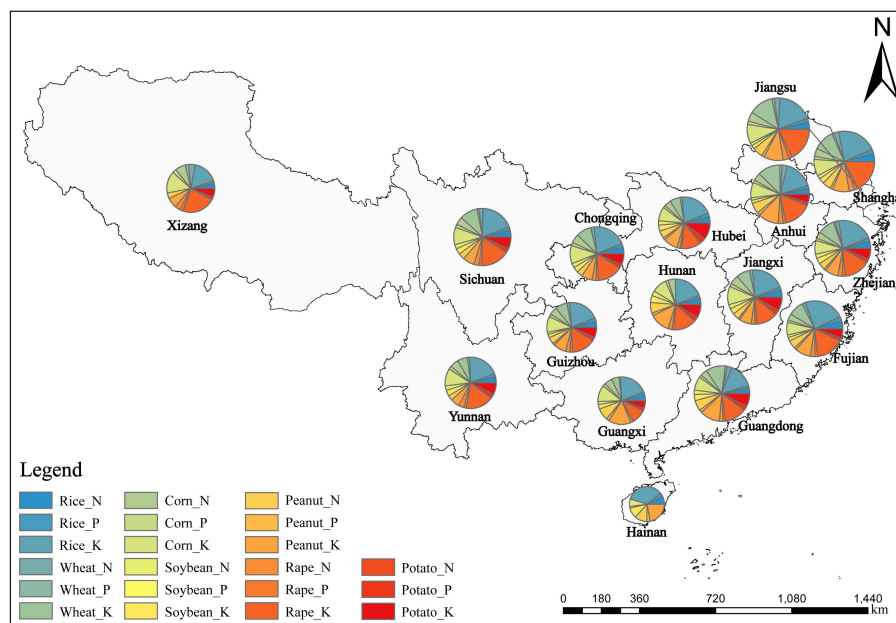 N
Jiangsu
Shangha
Anhui
Zhejiang
Chongqing
Hubei
Xizang
Sichuan
Hunan
Jiangxi
Guizhou
Fujian
Yunnan
Guangxi
Guangdong
Hainan
Legend
Rice_N Corn_N Peanut_N
Rice_P Corn_P Peanut_P
Rice_K Corn_K Peanut_K
Wheat_N Soybean_N Rape_N Potato_N
Wheat_P Soybean_P Rape_P Potato_P
Wheat_K Soybean_K Rape_K Potato_K
0 180 360 720 1,080 1,440
km